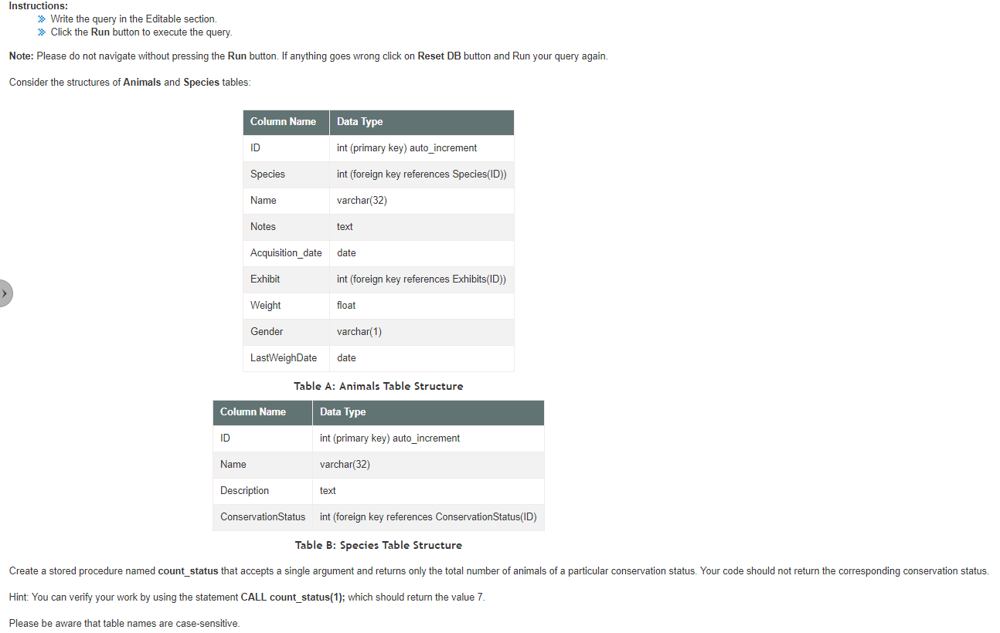 Instructions:
Write the query in the Editable section.
Click the Run button to execute the query.
Note: Please do not navigate without pressing the Run button. If anything goes wrong click on Reset DB button and Run your query again.
Consider the structures of Animals and Species tables:
Column Name Data Type
ID int (primary key) auto_increment
Species int (foreign key references Species(ID))
Name varchar(32)
Notes text
Acquisition_date date
Exhibit int (foreign key references Exhibits(ID))
Weight float
Gender varchar(1)
LastWeighDate date
Table A: Animals Table Structure
Column Name Data Type
ID int (primary key) auto_increment
Name varchar(32)
Description text
ConservationStatus int (foreign key references ConservationStatus(ID)
Table B: Species Table Structure
Create a stored procedure named count_status that accepts a single argument and returns only the total number of animals of a particular conservation status. Your code should not return the corresponding conservation status.
Hint: You can verify your work by using the statement CALL count_status(1); which should return the value 7.
Please be aware that table names are case-sensitive.